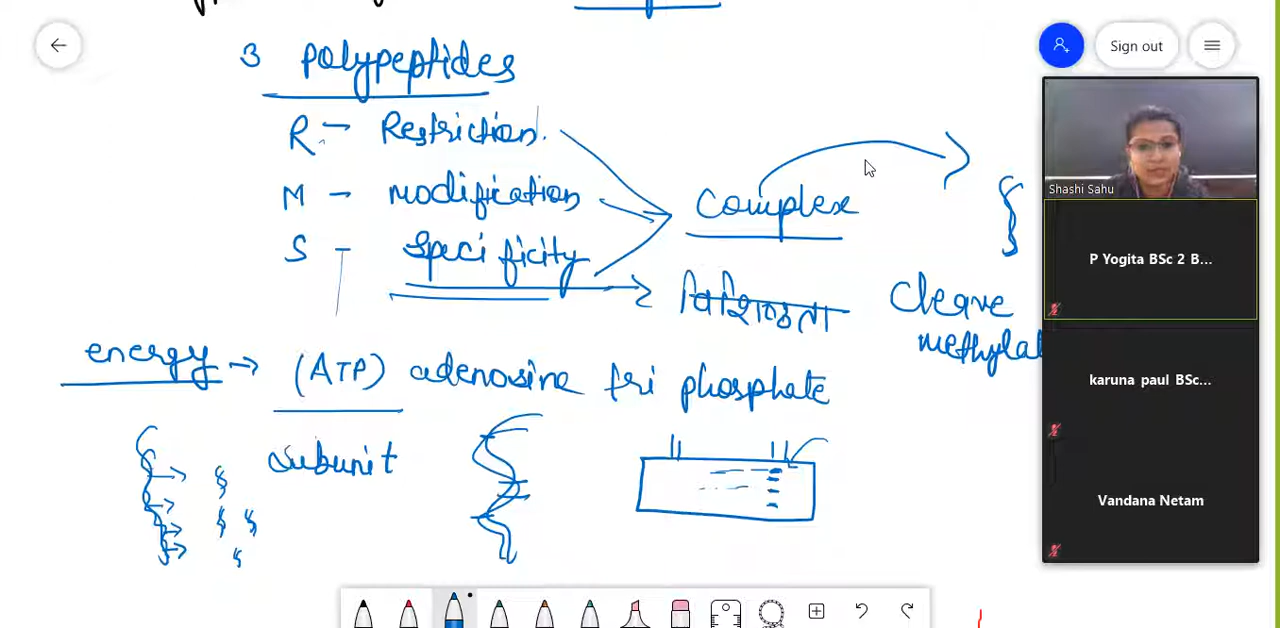 Sign out
3 Polypeptides
R - Restriction.
M - modification
S - Specificity
Complex
Cleave
methylat
energy → (ATP) adenosine tri phosphate
subunit
Shashi Sahu
P Yogita BSc 2 B...
karuna paul BSc...
Vandana Netam